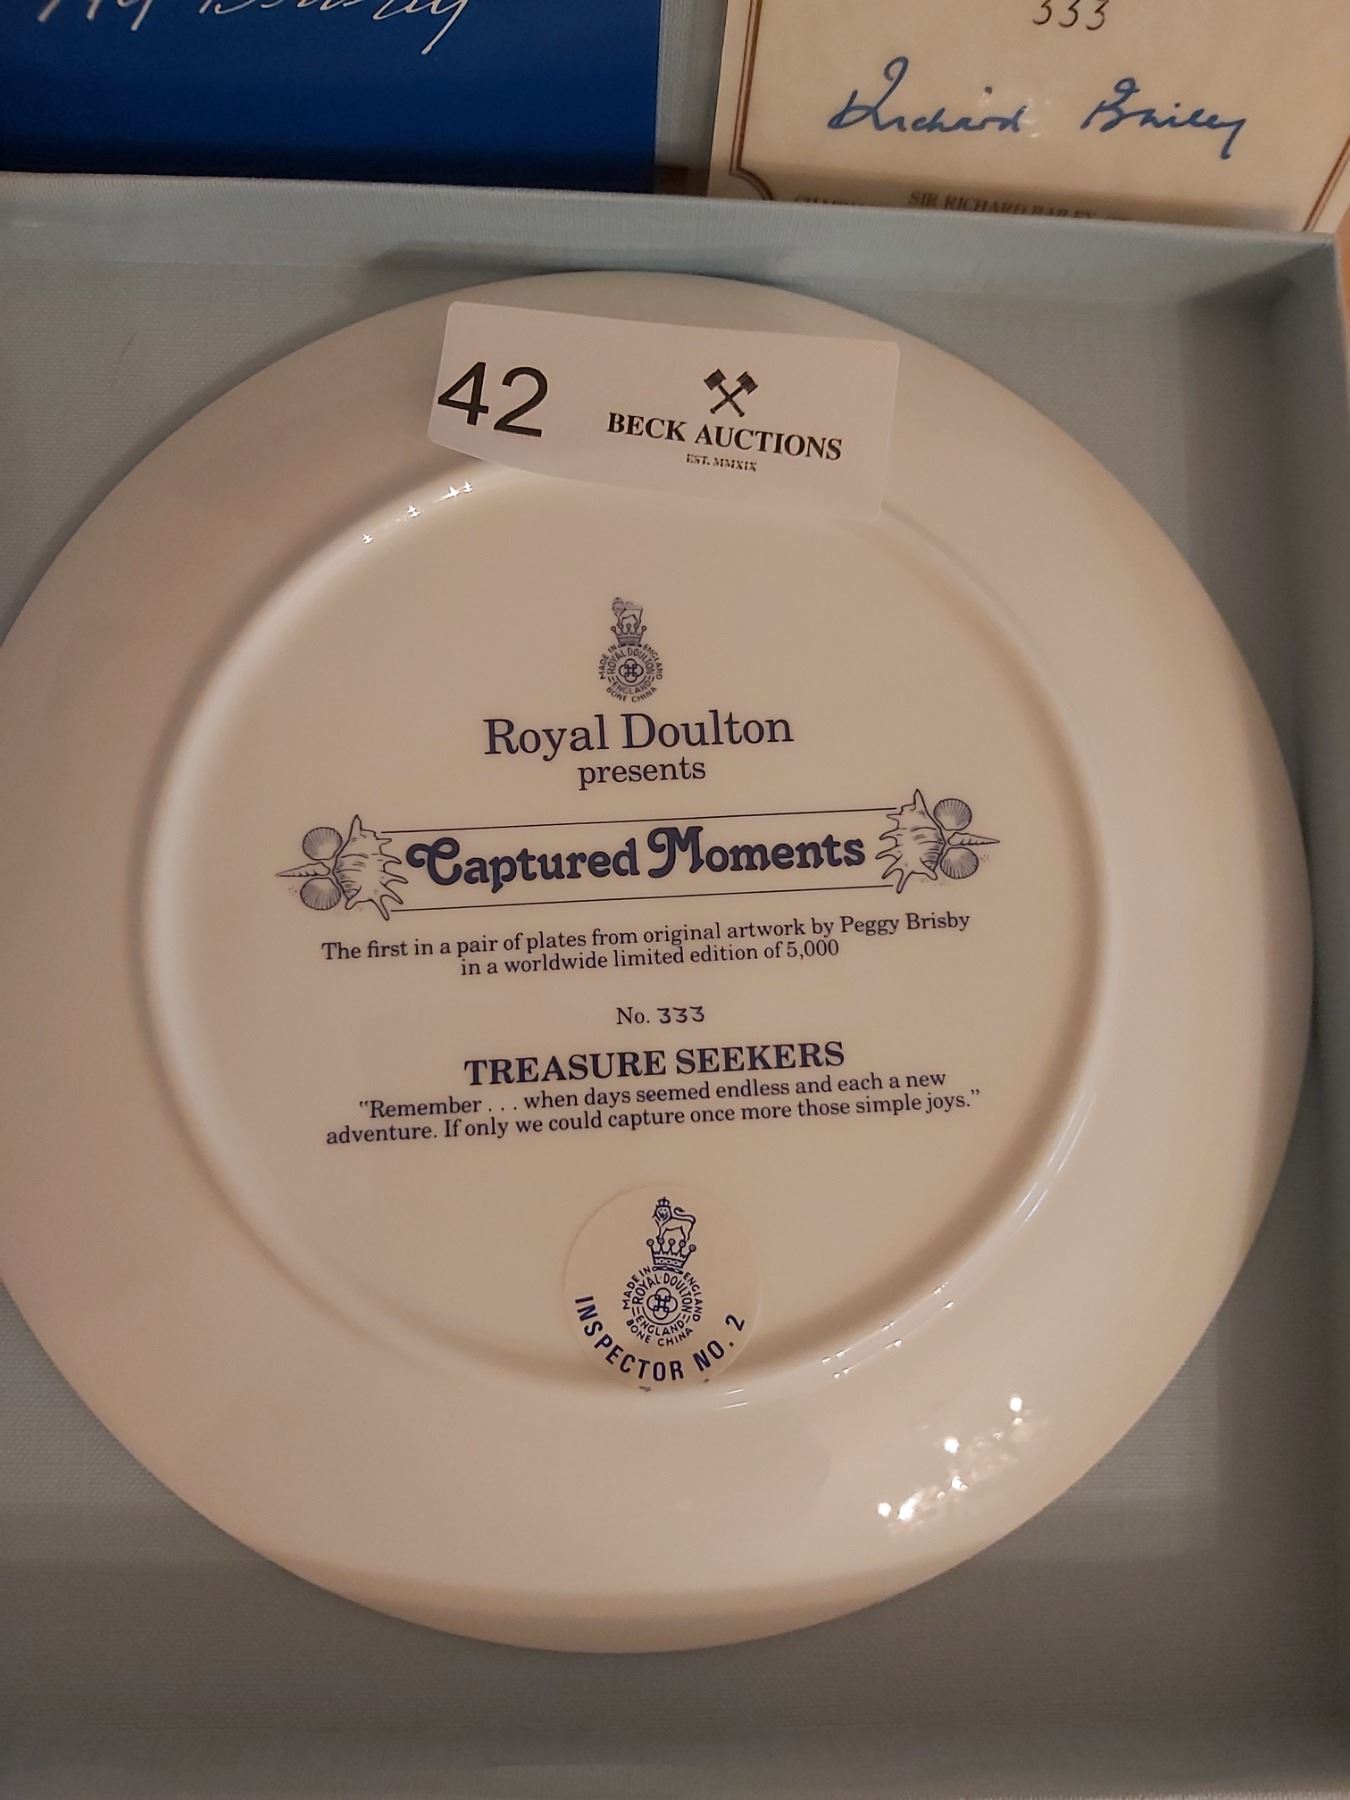 333
Richard Bailey
SIR RICHARD BAILEY
42
BECK AUCTIONS
EST. MMXIX
MADE IN ENGLAND
ROYAL DOULTON
ENGLAND
BONE CHINA
Royal Doulton
presents
Captured Moments
The first in a pair of plates from original artwork by Peggy Brisby
in a worldwide limited edition of 5,000
No. 333
TREASURE SEEKERS
"Remember . . . when days seemed endless and each a new
adventure. If only we could capture once more those simple joys."
MADE IN ENGLAND
ROYAL DOULTON
ENGLAND
BONE CHINA
INSPECTOR NO. 2